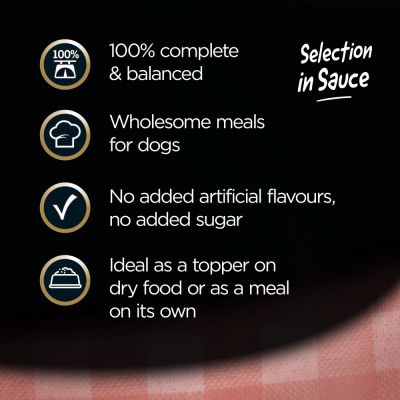 100%
100% complete
& balanced
Selection
in Sauce
Wholesome meals
for dogs
No added artificial flavours,
no added sugar
Ideal as a topper on
dry food or as a meal
on its own